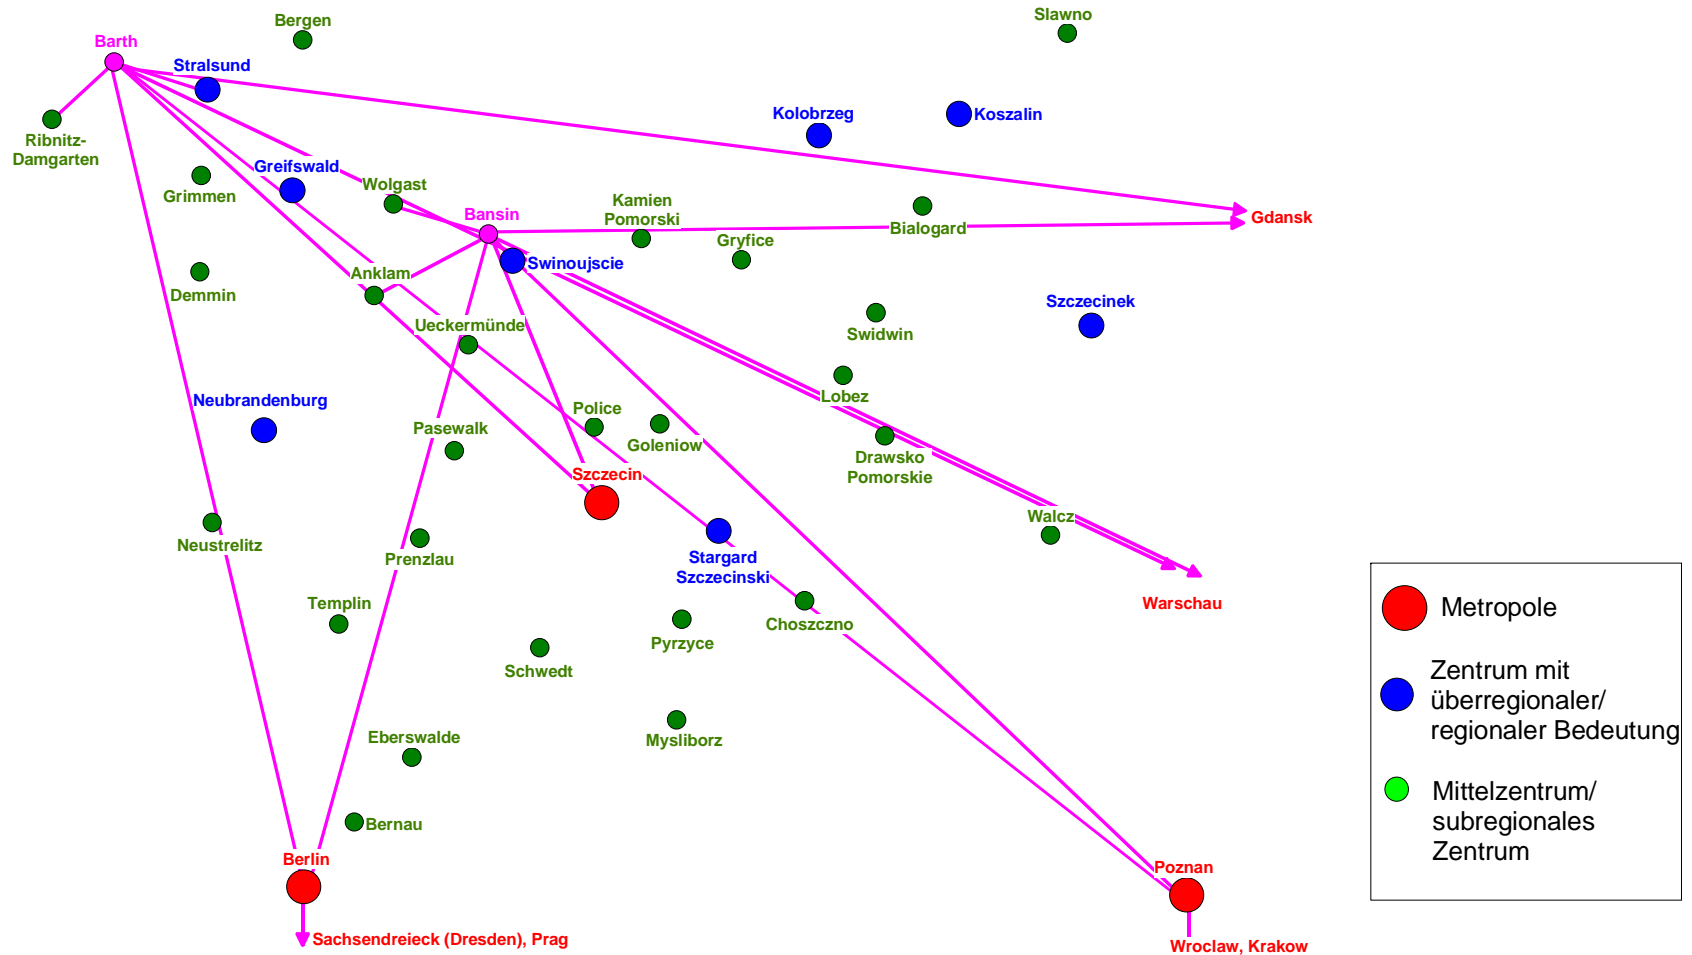 Slawno
Bergen
Barth
Stralsund
Kolobrzeg
Koszalin
Ribnitz-
Damgarten
Greifswald
Grimmen
Wolgast
Kamien
Pomorski
Bansin
Gdansk
Bialogard
Gryfice
Swinoujscie
Anklam
Demmin
Szczecinek
Ueckermünde
Swidwin
Lobez
Neubrandenburg
Police
Pasewalk
Goleniow
Drawsko
Pomorskie
Szczecin
Walcz
Neustrelitz
Prenzlau
Stargard
Szczecinski
Templin
Warschau
Choszczno
Pyrzyce
Schwedt
Eberswalde
Mysliborz
Bernau
Berlin
Poznan
Sachsendreieck (Dresden), Prag
Wroclaw, Krakow
Metropole
Zentrum mit
überregionaler/
regionaler Bedeutung
Mittelzentrum/
subregionales
Zentrum